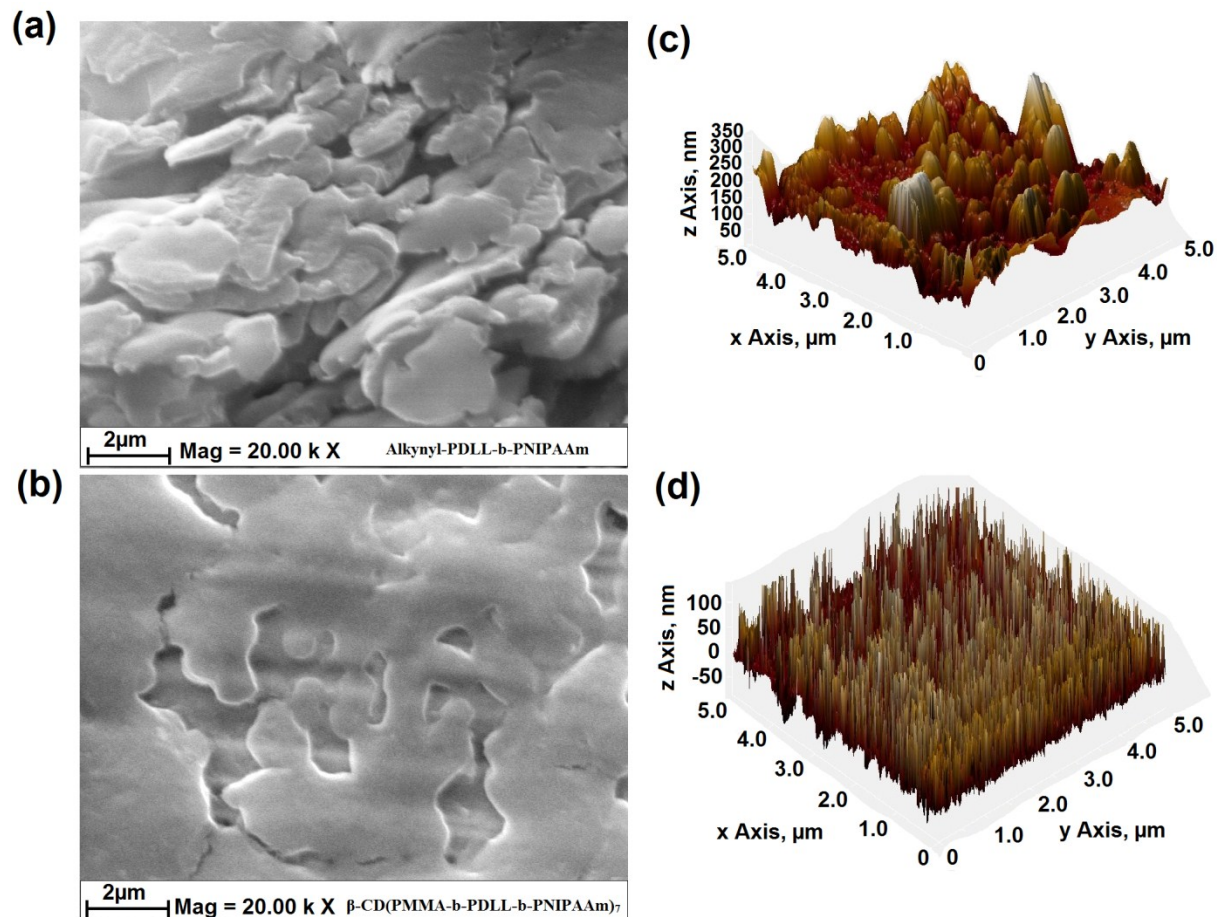 (a)
2µm
Mag = 20.00 k X
Alkynyl-PDLL-b-PNIPAAm
(b)
2µm
Mag = 20.00 k X
β-CD(PMMA-b-PDLL-b-PNIPAAm)₇
(c)
z Axis, nm
350
300
250
200
150
100
50
5.0
4.0
3.0
2.0
1.0
x Axis, µm
0
1.0
2.0
3.0
4.0
5.0
y Axis, µm
(d)
z Axis, nm
100
50
0
-50
5.0
4.0
3.0
2.0
1.0
0
x Axis, µm
0
1.0
2.0
3.0
4.0
5.0
y Axis, µm